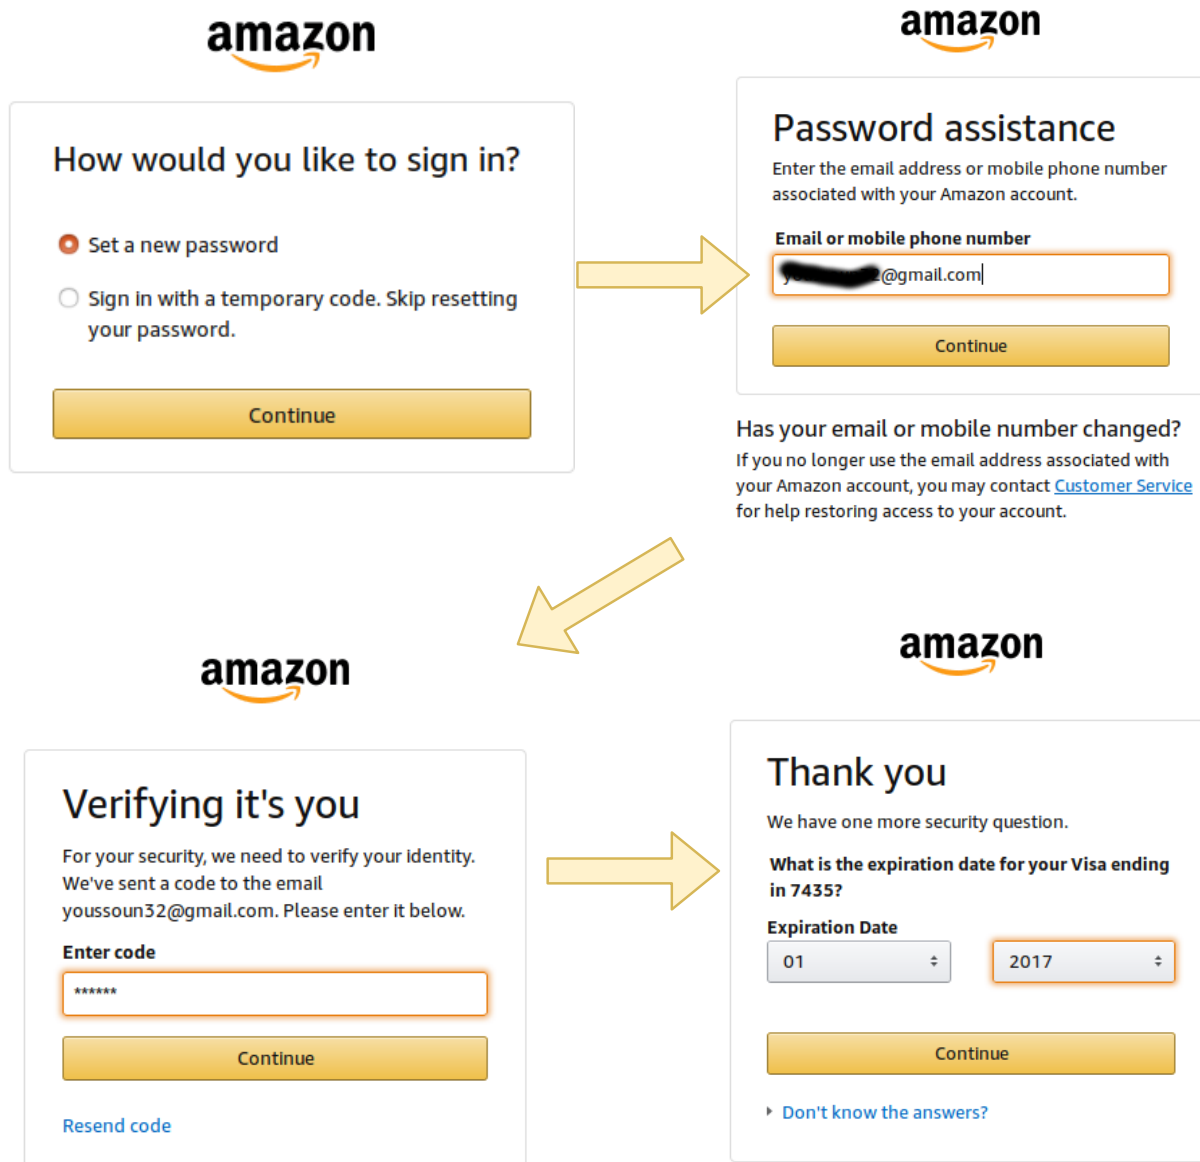 amazon
How would you like to sign in?
Set a new password
Sign in with a temporary code. Skip resetting
your password.
Continue
amazon
Password assistance
Enter the email address or mobile phone number
associated with your Amazon account.
Email or mobile phone number
@gmail.com
Continue
Has your email or mobile number changed?
If you no longer use the email address associated with
your Amazon account, you may contact Customer Service
for help restoring access to your account.
amazon
Verifying it's you
For your security, we need to verify your identity.
We've sent a code to the email
youssoun32@gmail.com. Please enter it below.
Enter code
******
Continue
Resend code
amazon
Thank you
We have one more security question.
What is the expiration date for your Visa ending
in 7435?
Expiration Date
01
2017
Continue
Don't know the answers?